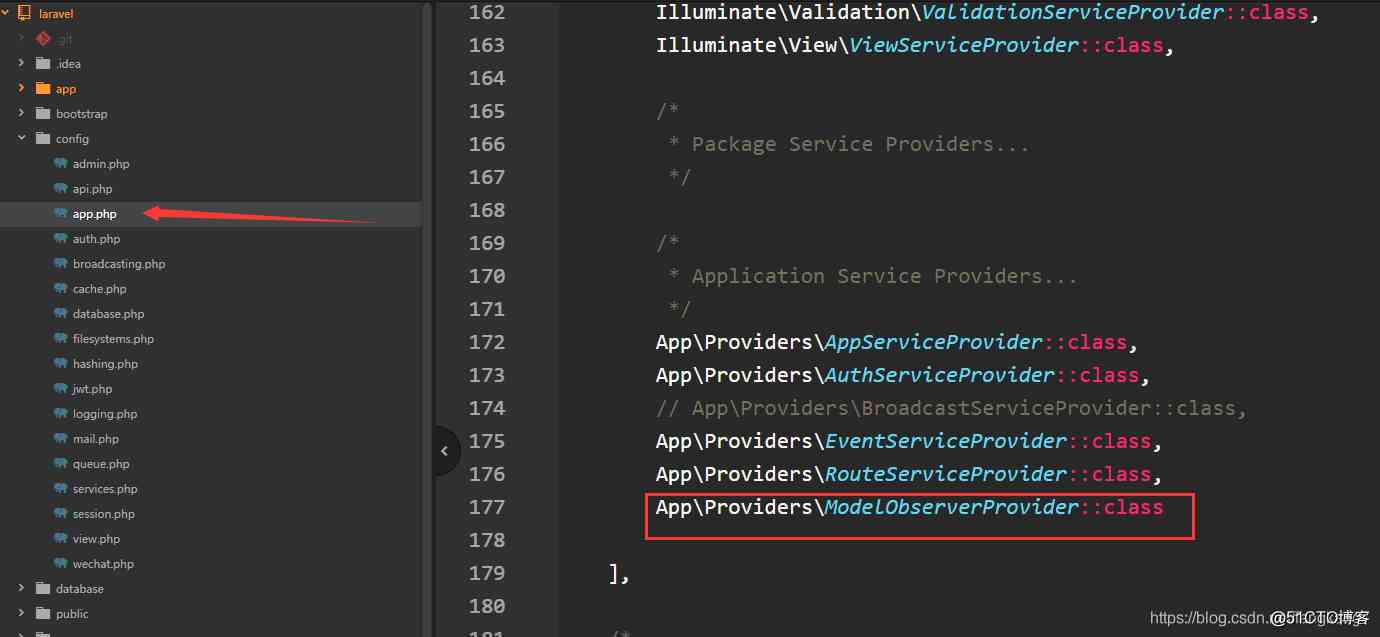 laravel
.git
.idea
app
bootstrap
config
admin.php
api.php
app.php
auth.php
broadcasting.php
cache.php
database.php
filesystems.php
hashing.php
jwt.php
logging.php
mail.php
queue.php
services.php
session.php
view.php
wechat.php
database
public
162 Illuminate\Validation\ValidationServiceProvider::class,
163 Illuminate\View\ViewServiceProvider::class,
164
165 /*
166 * Package Service Providers...
167 */
168
169 /*
170 * Application Service Providers...
171 */
172 App\Providers\AppServiceProvider::class,
173 App\Providers\AuthServiceProvider::class,
174 // App\Providers\BroadcastServiceProvider::class,
175 App\Providers\EventServiceProvider::class,
176 App\Providers\RouteServiceProvider::class,
177 App\Providers\ModelObserverProvider::class
178
179 ],
180
181 /*
https://blog.csdn.n
@51CTO博客